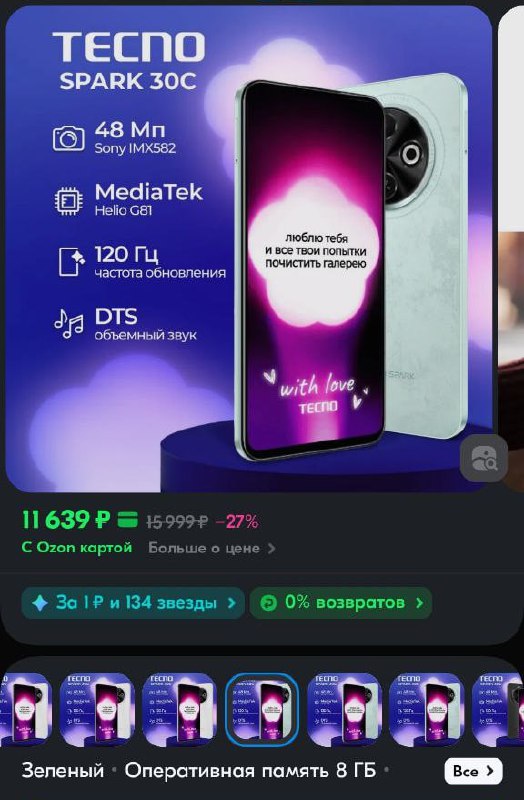 TECNO
SPARK 30C
48 Мп
Sony IMX582
MediaTek
Helio G81
120 Гц
частота обновления
DTS
объемный звук
люблю тебя
и все твои попытки
почистить галерею
with love
TECNO
SPARK
11 639 ₽ 15 999 ₽ −27%
С Ozon картой Больше о цене
За 1 ₽ и 134 звезды 0% возвратов
Зеленый • Оперативная память 8 ГБ •
Все